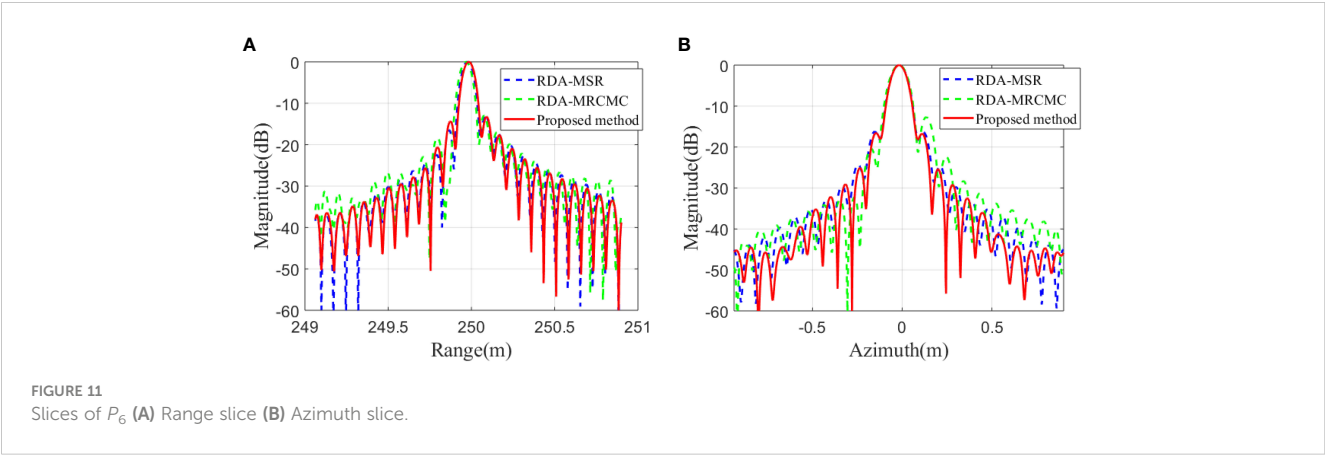 A
B
0
-10
-20
-30
-40
-50
-60
Magnitude(dB)
249
249.5
250
250.5
251
Range(m)
RDA-MSR
RDA-MRCMC
Proposed method
0
-10
-20
-30
-40
-50
-60
Magnitude(dB)
-0.5
0
0.5
Azimuth(m)
RDA-MSR
RDA-MRCMC
Proposed method
FIGURE 11
Slices of P6 (A) Range slice (B) Azimuth slice.